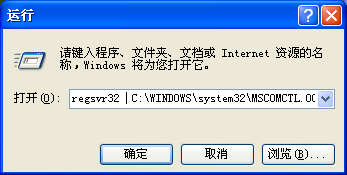 运行
请键入程序、文件夹、文档或 Internet 资源的名
称，Windows 将为您打开它。
打开(O):
regsvr32 C:\WINDOWS\system32\MSCOMCTL.OC
确定
取消
浏览(B)...